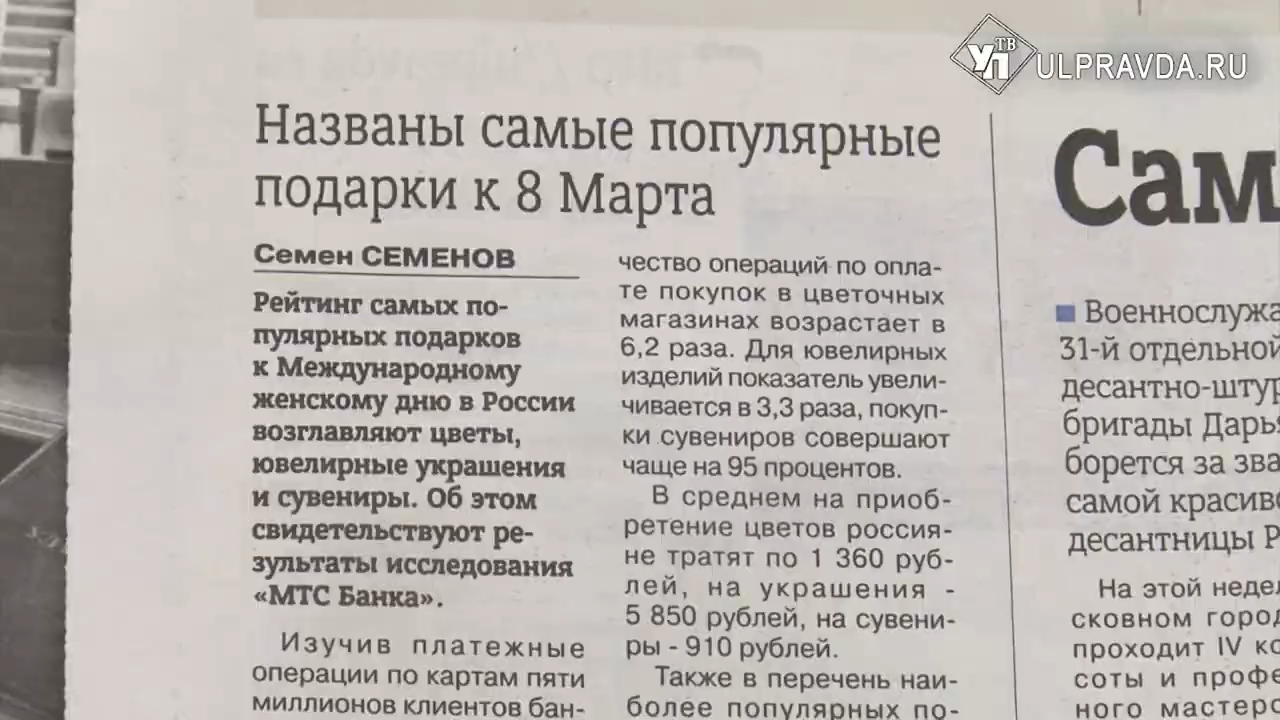 УП ТВ ULPRAVDA.RU
Названы самые популярные
подарки к 8 Марта
Семен СЕМЕНОВ
Рейтинг самых по-
пулярных подарков
к Международному
женскому дню в России
возглавляют цветы,
ювелирные украшения
и сувениры. Об этом
свидетельствуют ре-
зультаты исследования
«МТС Банка».
Изучив платежные
операции по картам пяти
миллионов клиентов бан-
чество операций по опла-
те покупок в цветочных
магазинах возрастает в
6,2 раза. Для ювелирных
изделий показатель увели-
чивается в 3,3 раза, покуп-
ки сувениров совершают
чаще на 95 процентов.
В среднем на приоб-
ретение цветов россия-
не тратят по 1 360 руб-
лей, на украшения -
5 850 рублей, на сувени-
ры - 910 рублей.
Также в перечень наи-
более популярных по-
Сам
Военнослужа
31-й отдельной
десантно-штур
бригады Дарья
борется за зва
самой красиво
десантницы Р
На этой недел
сковном город
проходит IV ко
соты и профе
ного мастерс